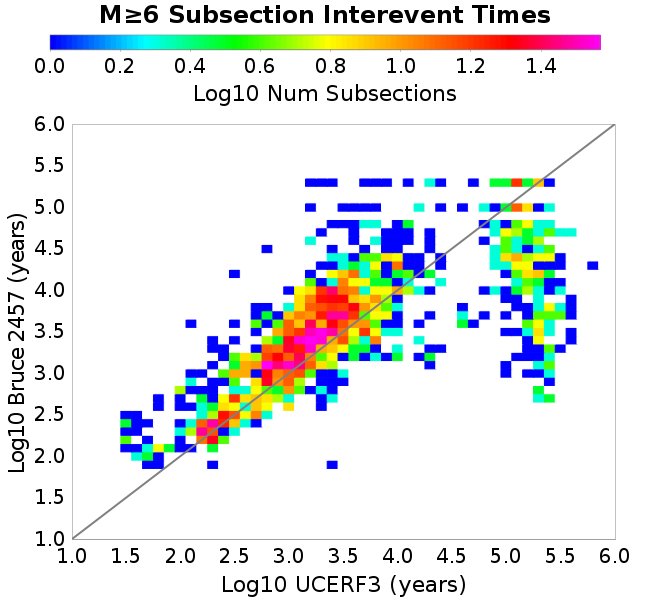 M≥6 Subsection Interevent Times
0.0 0.2 0.4 0.6 0.8 1.0 1.2 1.4
Log10 Num Subsections
6.0
5.5
5.0
4.5
4.0
3.5
3.0
2.5
2.0
1.5
1.0
Log10 Bruce 2457 (years)
1.0 1.5 2.0 2.5 3.0 3.5 4.0 4.5 5.0 5.5 6.0
Log10 UCERF3 (years)